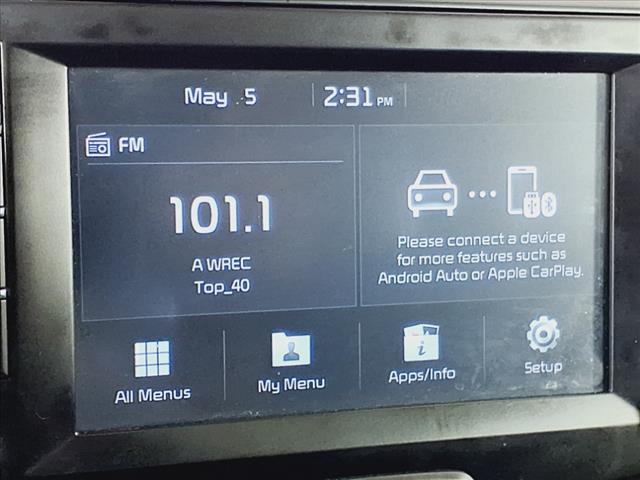 May 5 2:31 PM
FM
101.1
A WREC
Top_40
Please connect a device
for more features such as
Android Auto or Apple CarPlay.
All Menus
My Menu
Apps/Info
Setup